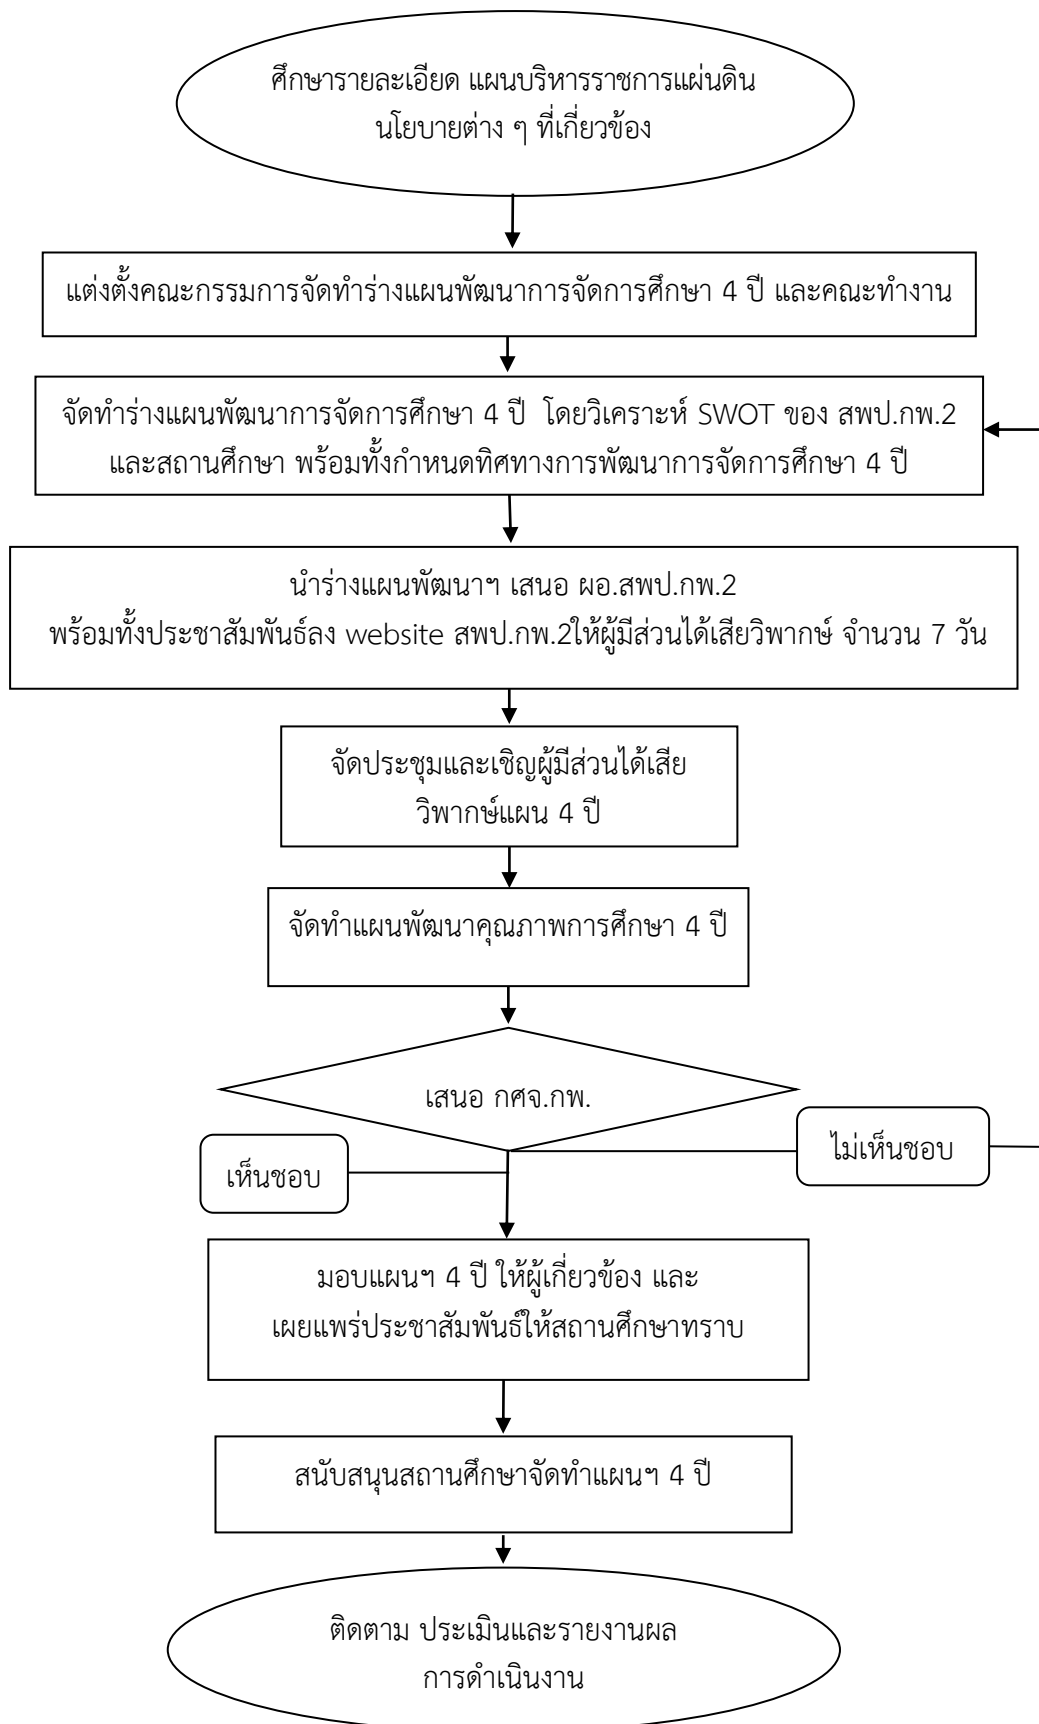 ศึกษารายละเอียด แผนบริหารราชการแผ่นดิน
นโยบายต่าง ๆ ที่เกี่ยวข้อง
แต่งตั้งคณะกรรมการจัดทำร่างแผนพัฒนาการจัดการศึกษา 4 ปี และคณะทำงาน
จัดทำร่างแผนพัฒนาการจัดการศึกษา 4 ปี โดยวิเคราะห์ SWOT ของ สพป.กพ.2
และสถานศึกษา พร้อมทั้งกำหนดทิศทางการพัฒนาการจัดการศึกษา 4 ปี
นำร่างแผนพัฒนาฯ เสนอ ผอ.สพป.กพ.2
พร้อมทั้งประชาสัมพันธ์ลง website สพป.กพ.2ให้ผู้มีส่วนได้เสียวิพากษ์ จำนวน 7 วัน
จัดประชุมและเชิญผู้มีส่วนได้เสีย
วิพากษ์แผน 4 ปี
จัดทำแผนพัฒนาคุณภาพการศึกษา 4 ปี
เสนอ กศจ.กพ.
ไม่เห็นชอบ
เห็นชอบ
มอบแผนฯ 4 ปี ให้ผู้เกี่ยวข้อง และ
เผยแพร่ประชาสัมพันธ์ให้สถานศึกษาทราบ
สนับสนุนสถานศึกษาจัดทำแผนฯ 4 ปี
ติดตาม ประเมินและรายงานผล
การดำเนินงาน